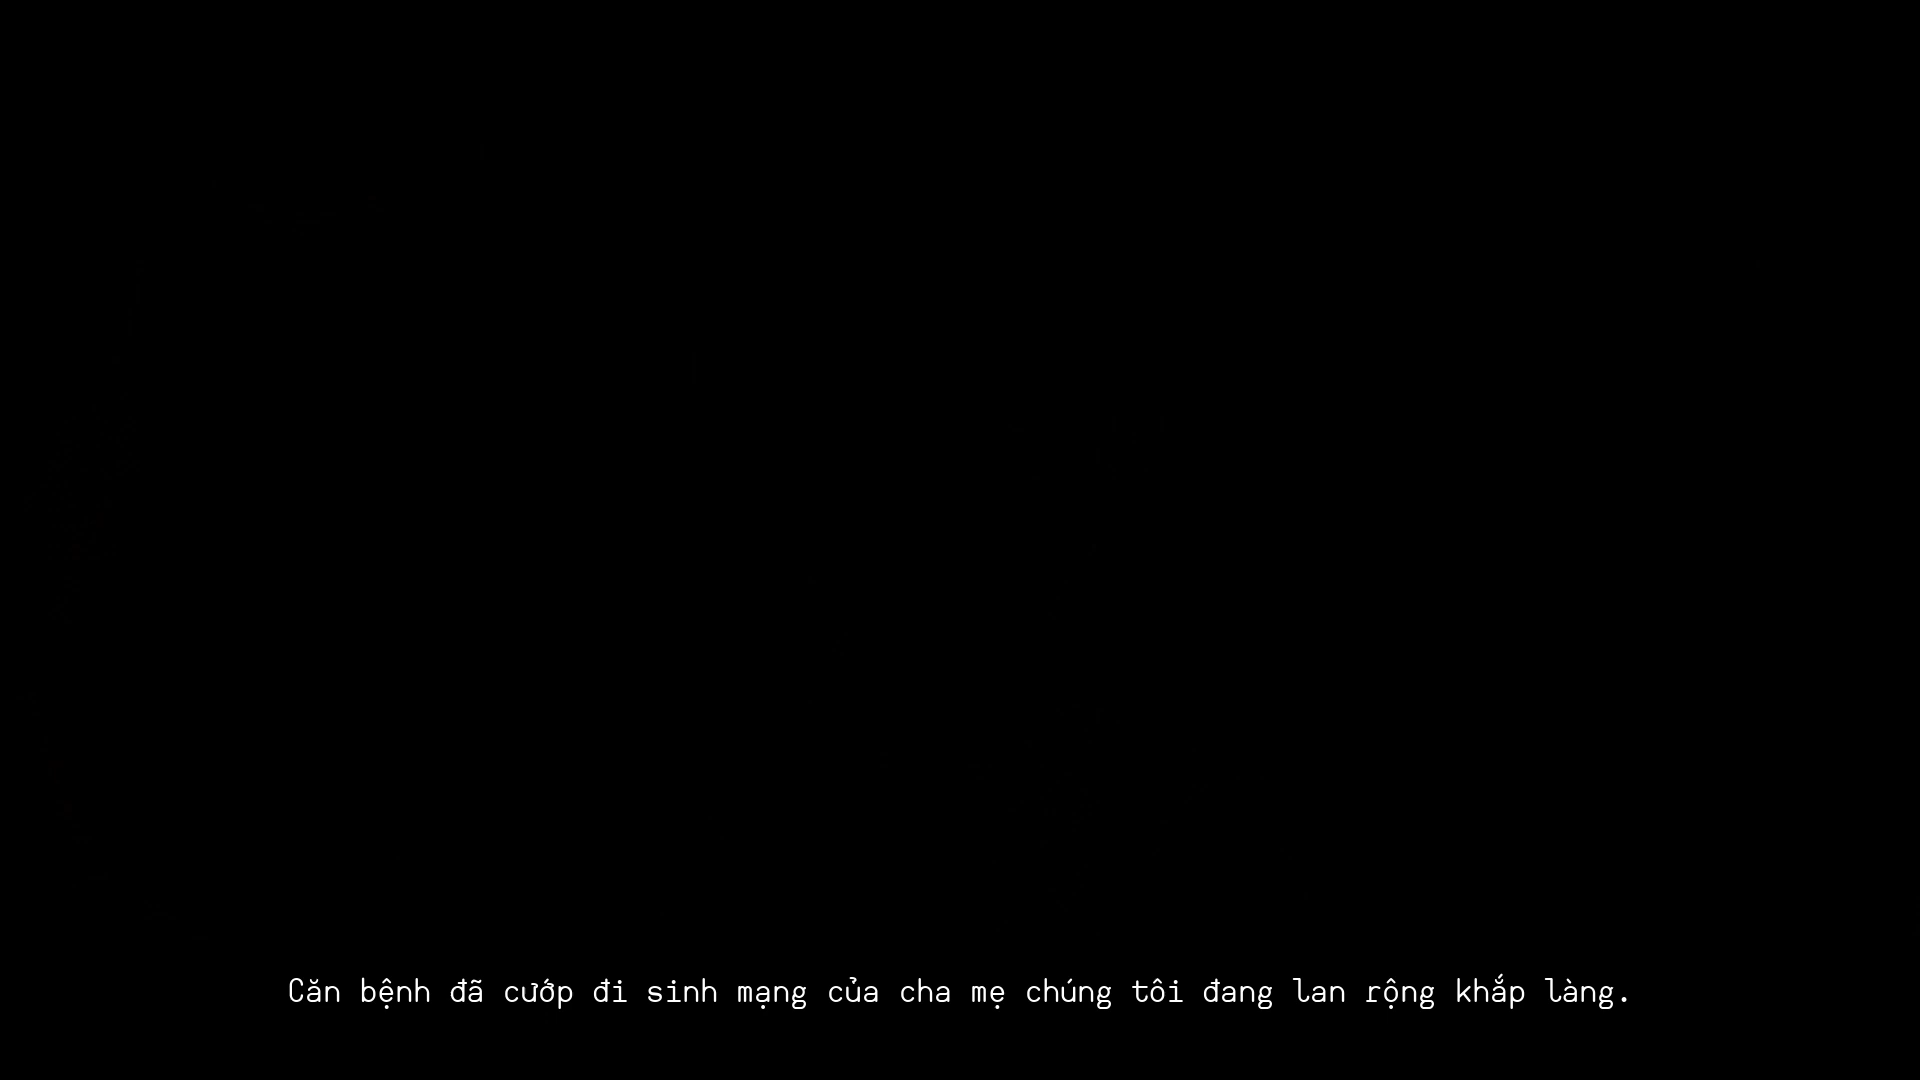 Căn bệnh đã cướp đi sinh mạng của cha mẹ chúng tôi đang lan rộng khắp làng.